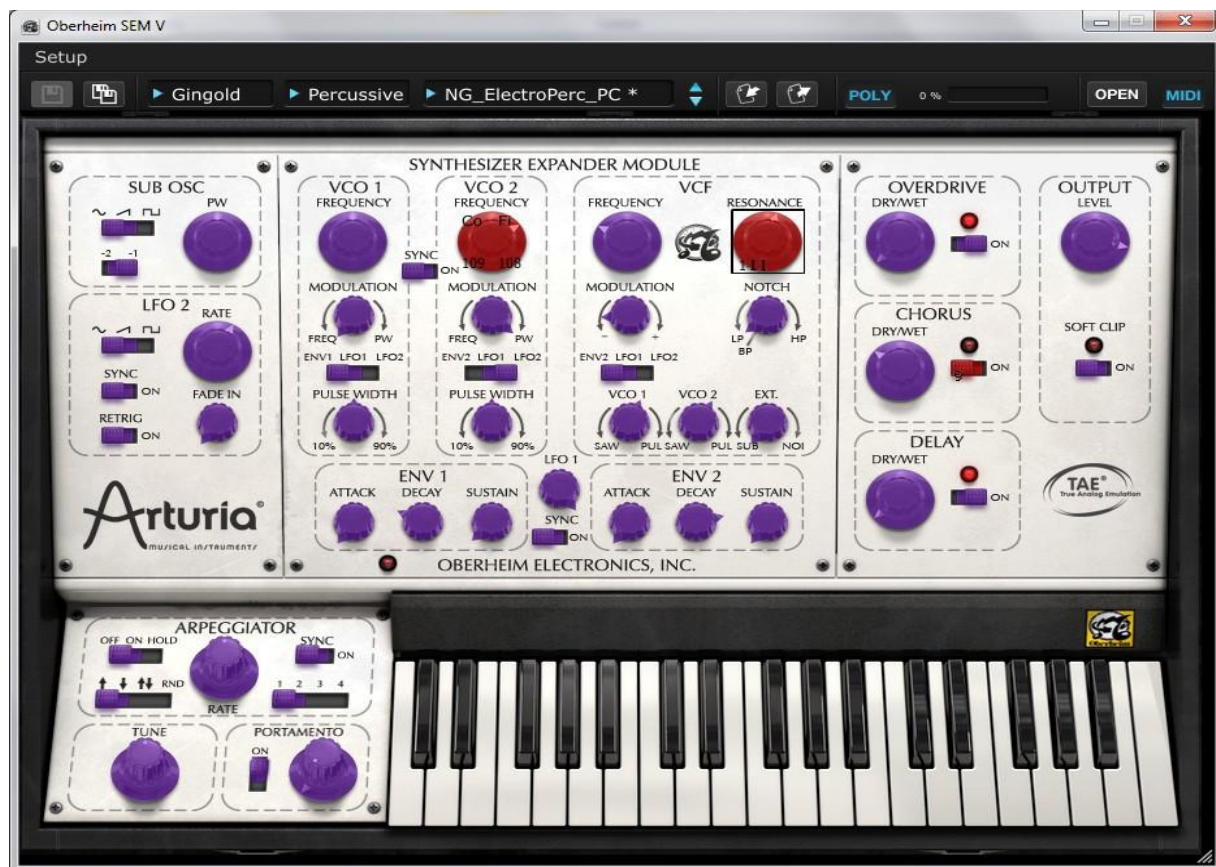 Oberheim SEM V
Setup
Gingold Percussive NG_ElectroPerc_PC * POLY 0 % OPEN MIDI
SYNTHESIZER EXPANDER MODULE
SUB OSC
PW
-2 -1
LFO 2
RATE
SYNC
ON
FADE IN
RETRIG
ON
Arturia®
MUSICAL INSTRUMENTS
VCO 1
FREQUENCY
SYNC
ON
MODULATION
FREQ PW
ENV1 LFO1 LFO2
PULSE WIDTH
10% 90%
VCO 2
FREQUENCY
Co Fi
109 108
MODULATION
FREQ PW
ENV2 LFO1 LFO2
PULSE WIDTH
10% 90%
VCF
FREQUENCY RESONANCE
111
MODULATION NOTCH
- +
LP HP
BP
ENV2 LFO1 LFO2
VCO 1 VCO 2 EXT.
SAW PUL SAW PUL SUB NOI
ENV 1
ATTACK DECAY SUSTAIN
LFO 1
SYNC
ON
ENV 2
ATTACK DECAY SUSTAIN
OBERHEIM ELECTRONICS, INC.
OVERDRIVE
DRY/WET
ON
CHORUS
DRY/WET
9
ON
DELAY
DRY/WET
ON
OUTPUT
LEVEL
SOFT CLIP
ON
TAE®
True Analog Emulation
ARPEGGIATOR
OFF ON HOLD
SYNC
ON
RND
1 2 3 4
RATE
TUNE
PORTAMENTO
ON
Oberheim